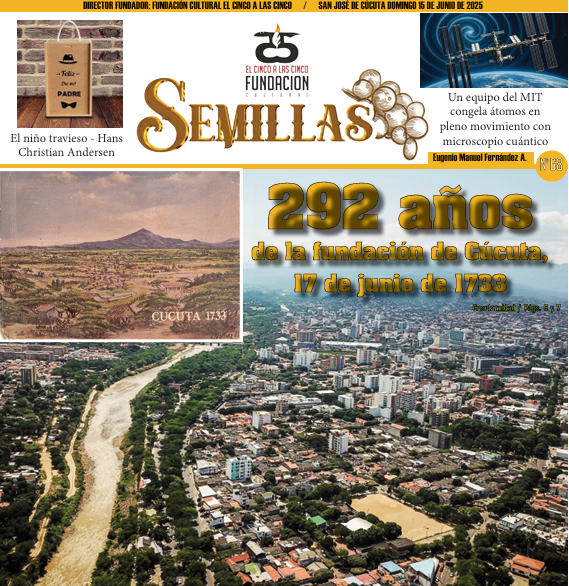 DIRECTOR FUNDADOR: FUNDACIÓN CULTURAL EL CINCO A LAS CINCO / SAN JOSÉ DE CÚCUTA DOMINGO 15 DE JUNIO DE 2025
Feliz
Día del
PADRE
El niño travieso - Hans
Christian Andersen
EL CINCO A LAS CINCO
FUNDACION
CULTURAL
SEMILLAS
Un equipo del MIT
congela átomos en
pleno movimiento con
microscopio cuántico
Eugenio Manuel Fernández A.
N°68
CUCUTA 1733
292 años
de la fundación de Cúcuta,
17 de junio de 1733